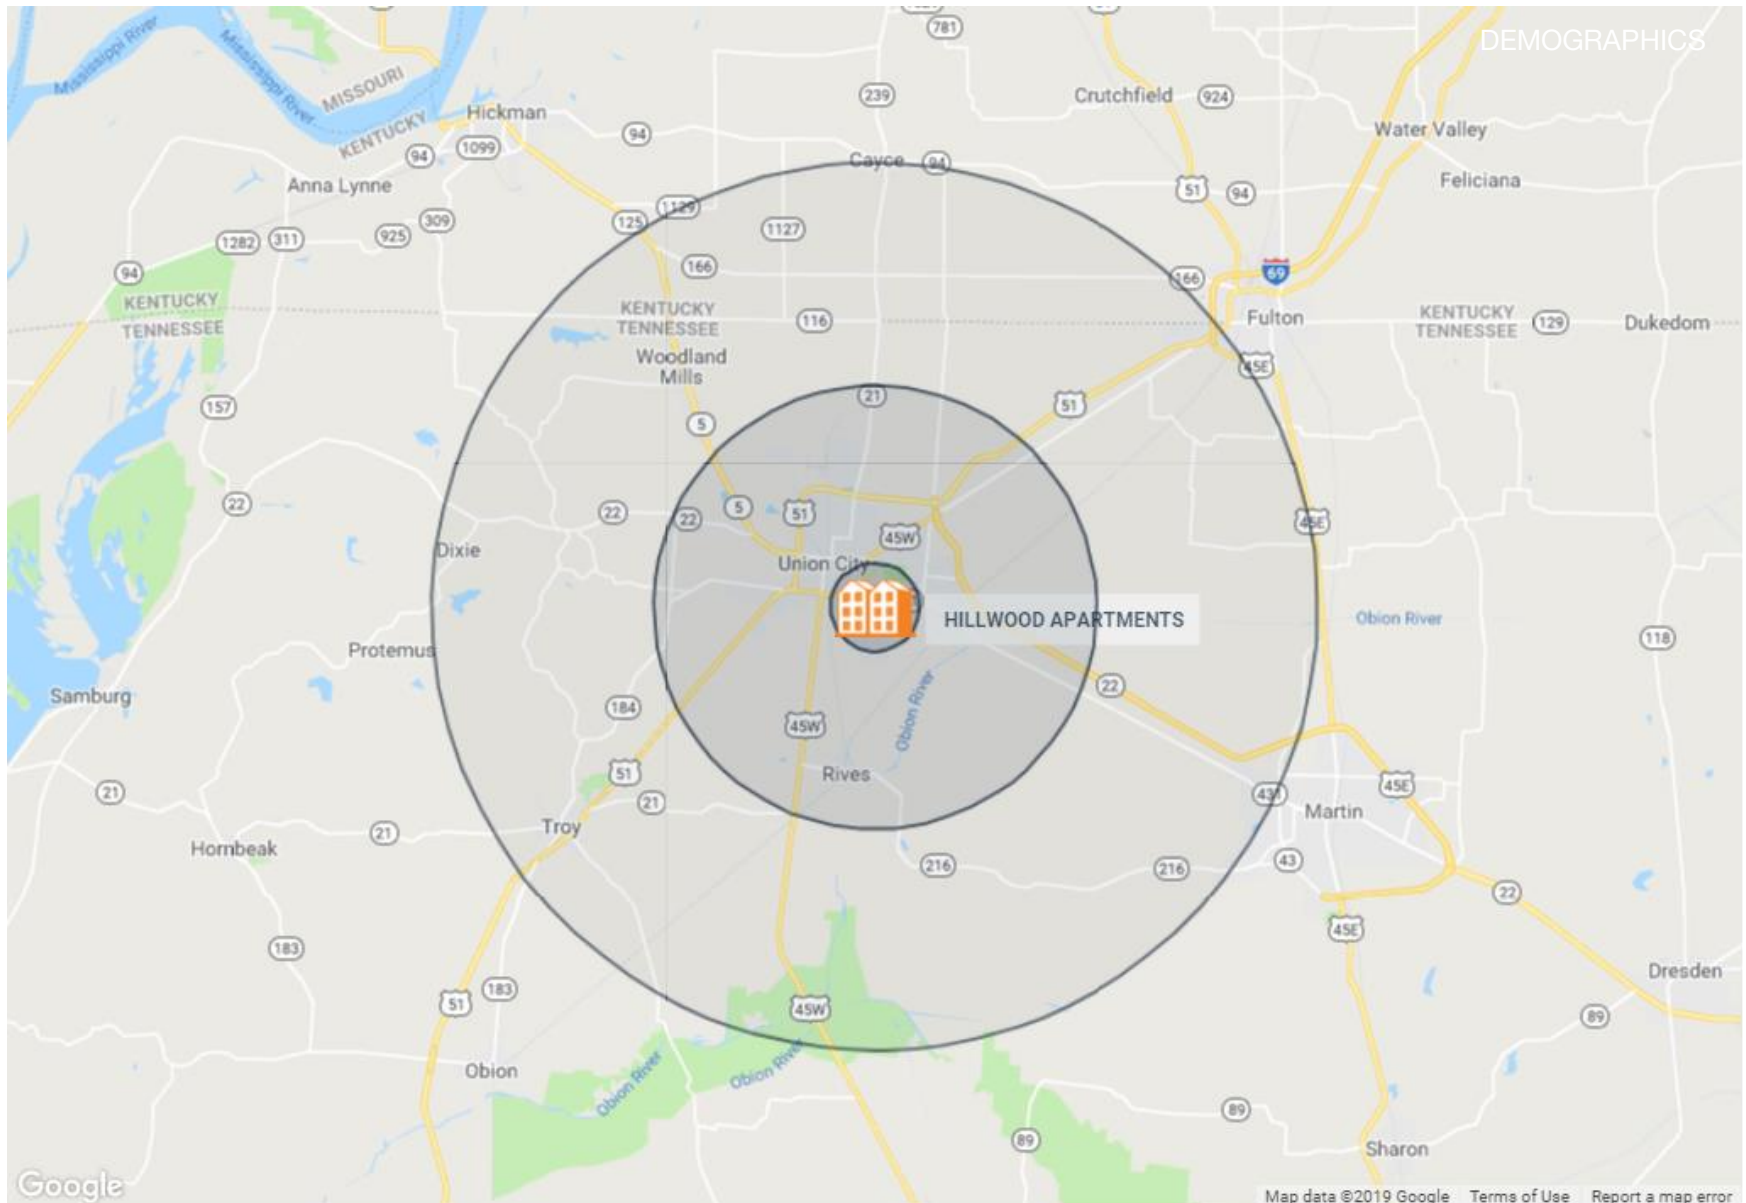 781
DEMOGRAPHICS
Mississippi River
Mississippi River
MISSOURI
KENTUCKY
Hickman
239
Crutchfield
924
94
1099
94
Water Valley
Cayce
94
Anna Lynne
Feliciana
51
94
1129
125
309
925
311
1282
1127
94
166
166
69
KENTUCKY
TENNESSEE
KENTUCKY
TENNESSEE
116
Fulton
KENTUCKY
TENNESSEE
129
Dukedom
Woodland
Mills
45E
157
21
51
5
22
22
22
5
51
45E
45W
Dixie
Union City
HILLWOOD APARTMENTS
Obion River
118
Protemus
Samburg
184
22
45W
Obion River
51
Rives
21
21
431
45E
Martin
Troy
21
Hornbeak
216
216
43
22
183
45E
Dresden
183
51
45W
89
Obion
Obion River
Obion River
89
89
Sharon
Google
Map data ©2019 Google Terms of Use Report a map error